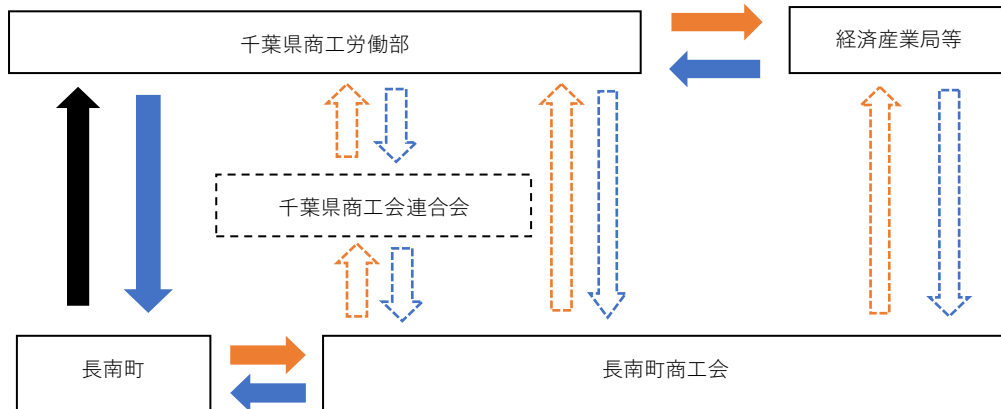 千葉県商工労働部
経済産業局等
千葉県商工会連合会
長南町
長南町商工会